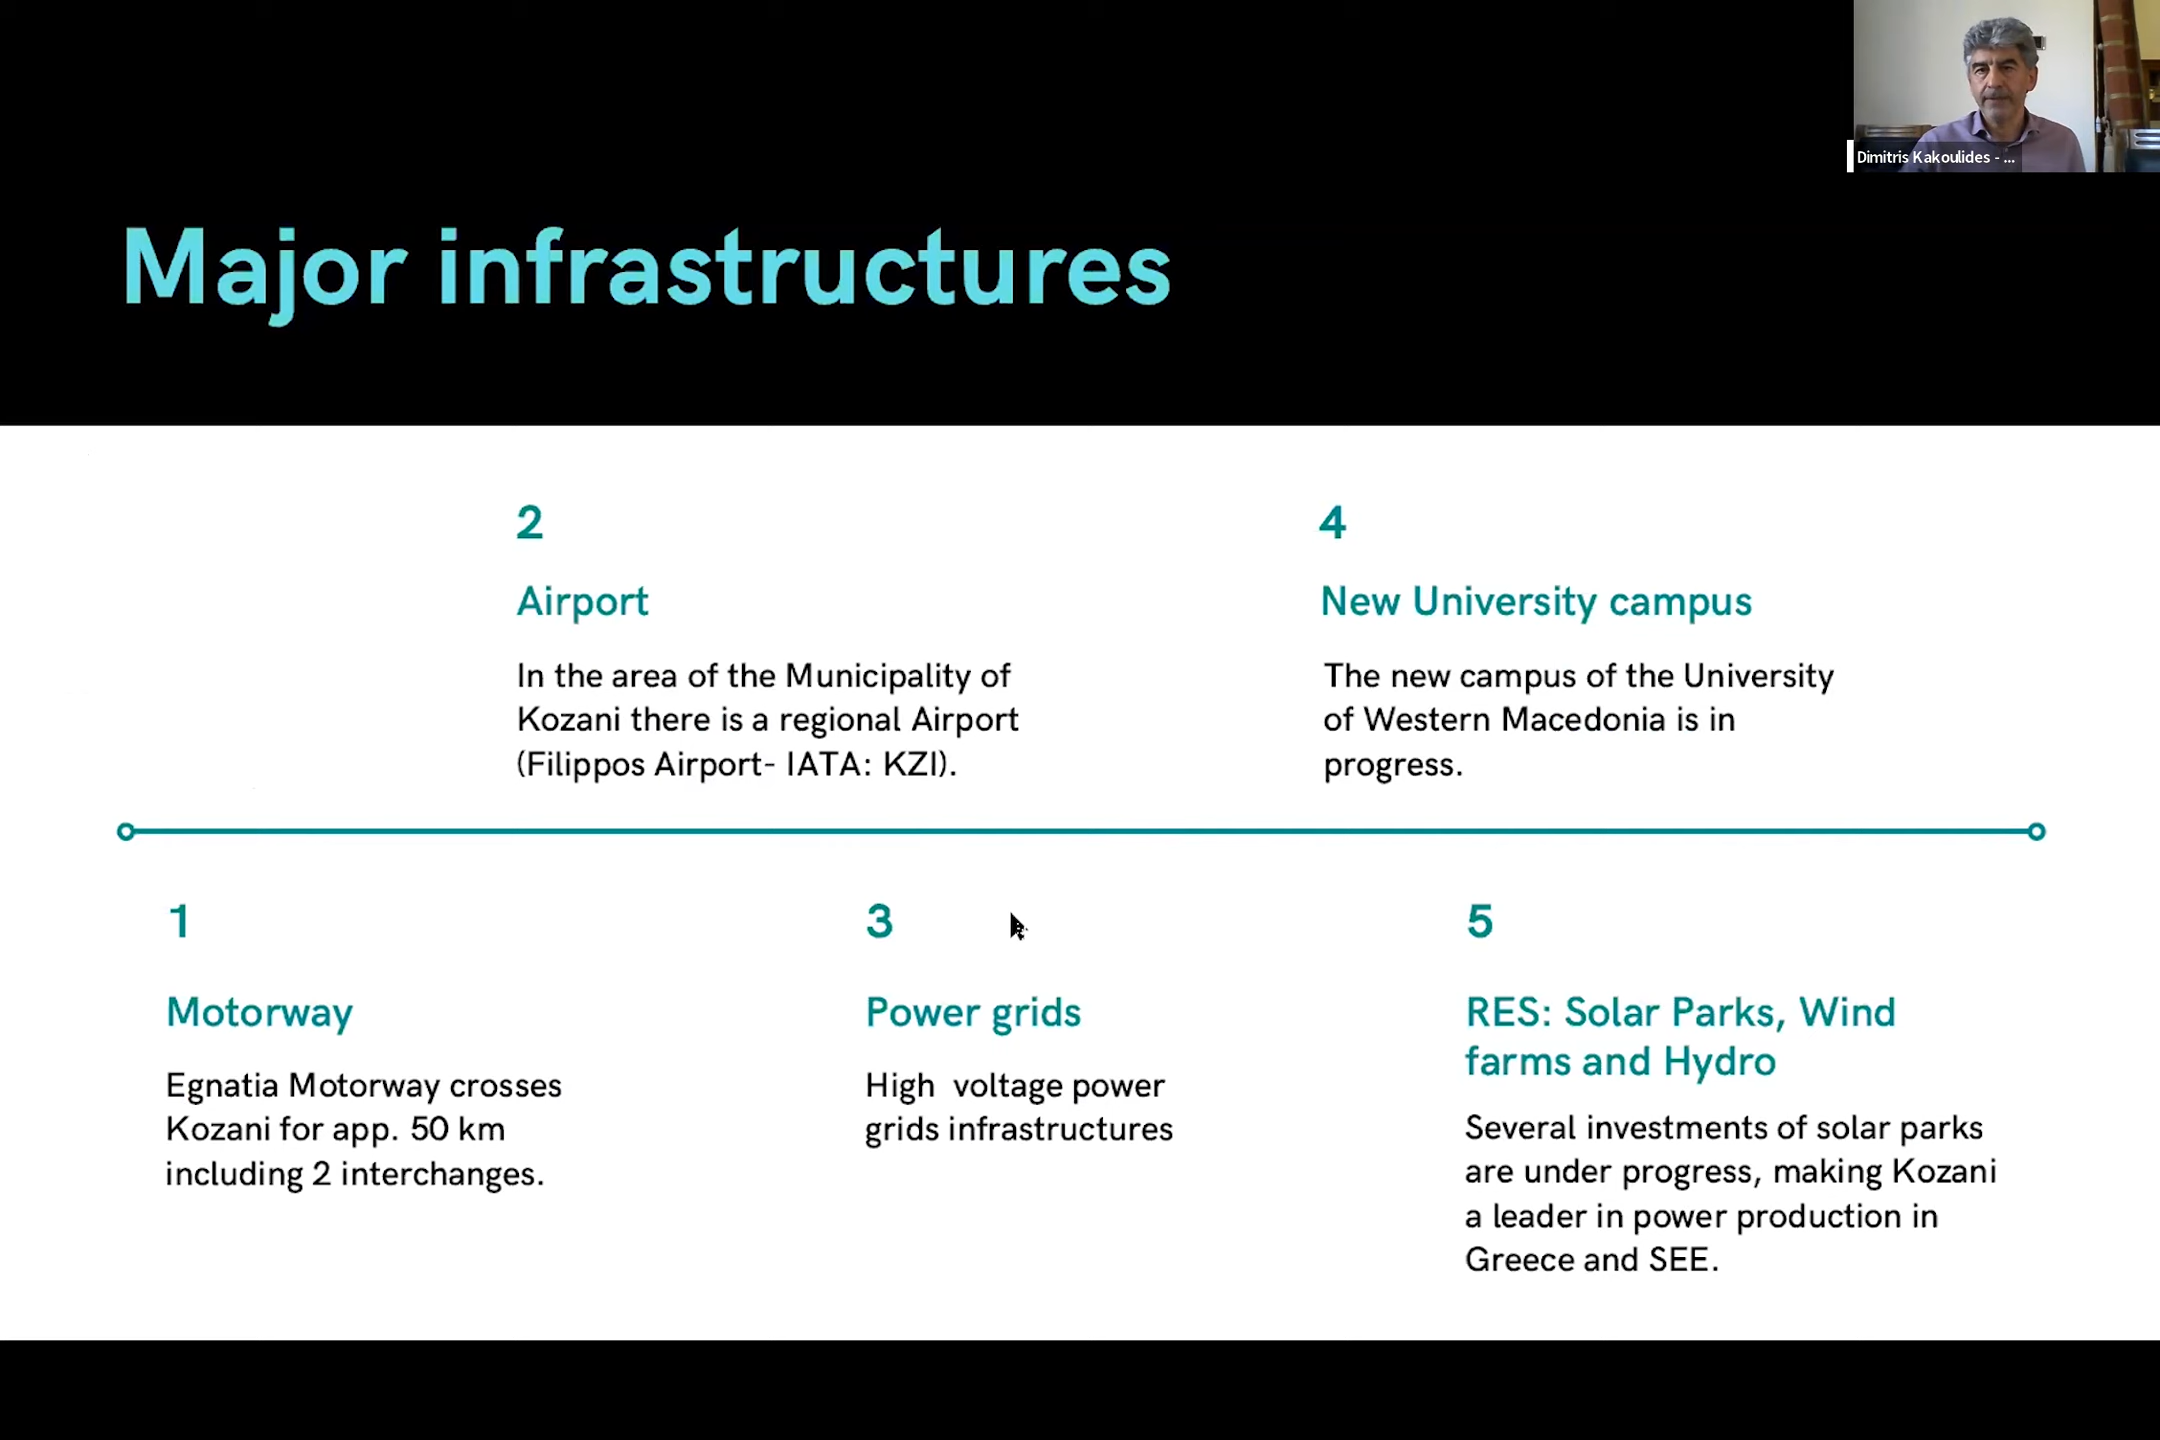 Dimitris Kakoulides - ...
Major infrastructures
2
Airport
In the area of the Municipality of
Kozani there is a regional Airport
(Filippos Airport- IATA: KZI).
4
New University campus
The new campus of the University
of Western Macedonia is in
progress.
1
Motorway
Egnatia Motorway crosses
Kozani for app. 50 km
including 2 interchanges.
3
Power grids
High  voltage power
grids infrastructures
5
RES: Solar Parks, Wind
farms and Hydro
Several investments of solar parks
are under progress, making Kozani
a leader in power production in
Greece and SEE.